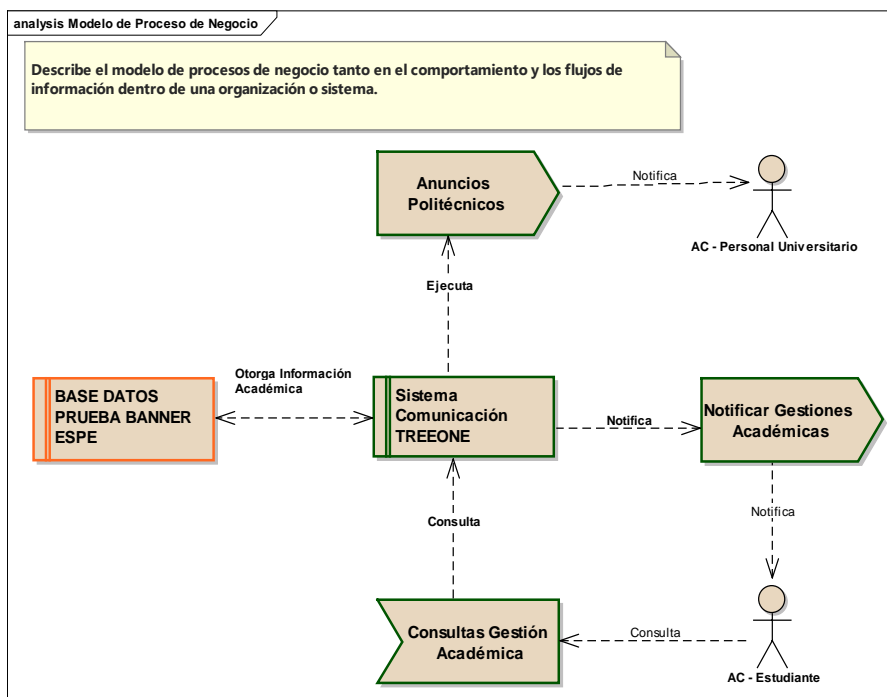 analysis Modelo de Proceso de Negocio
Describe el modelo de procesos de negocio tanto en el comportamiento y los flujos de
información dentro de una organización o sistema.
Anuncios
Politécnicos
Notifica
AC - Personal Universitario
Ejecuta
Otorga Información
Académica
BASE DATOS
PRUEBA BANNER
ESPE
Sistema
Comunicación
TREEONE
Notifica
Notificar Gestiones
Académicas
Notifica
Consulta
Consultas Gestión
Académica
Consulta
AC - Estudiante